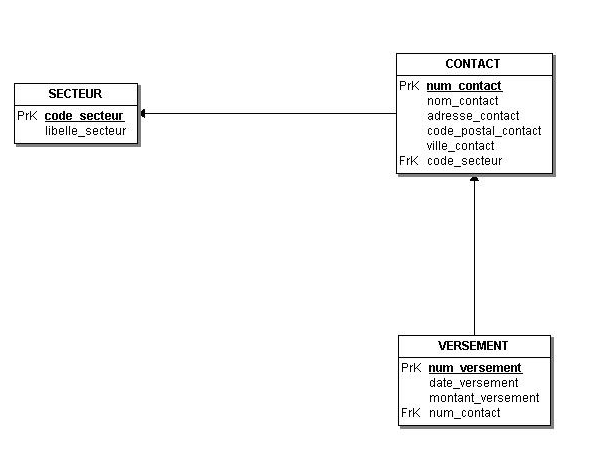 SECTEUR
PrK code_secteur
libelle_secteur
CONTACT
PrK num_contact
nom_contact
adresse_contact
code_postal_contact
ville_contact
FrK code_secteur
VERSEMENT
PrK num_versement
date_versement
montant_versement
FrK num_contact